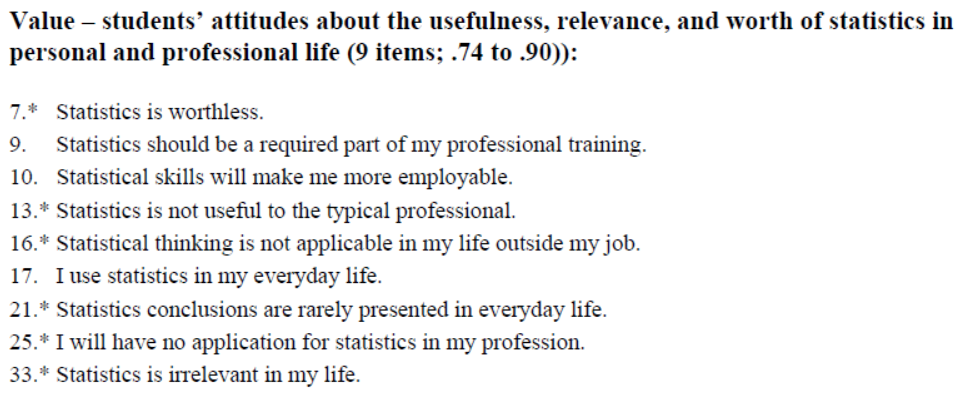 Value – students’ attitudes about the usefulness, relevance, and worth of statistics in
personal and professional life (9 items; .74 to .90)):
7.* Statistics is worthless.
9. Statistics should be a required part of my professional training.
10. Statistical skills will make me more employable.
13.* Statistics is not useful to the typical professional.
16.* Statistical thinking is not applicable in my life outside my job.
17. I use statistics in my everyday life.
21.* Statistics conclusions are rarely presented in everyday life.
25.* I will have no application for statistics in my profession.
33.* Statistics is irrelevant in my life.